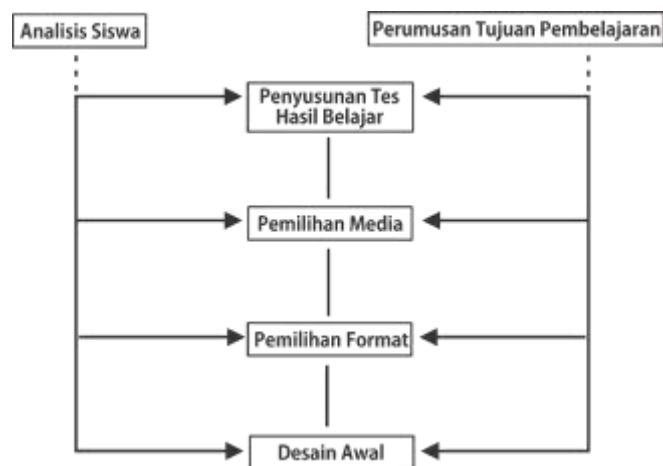 Analisis Siswa
Perumusan Tujuan Pembelajaran
Penyusunan Tes
Hasil Belajar
Pemilihan Media
Pemilihan Format
Desain Awal